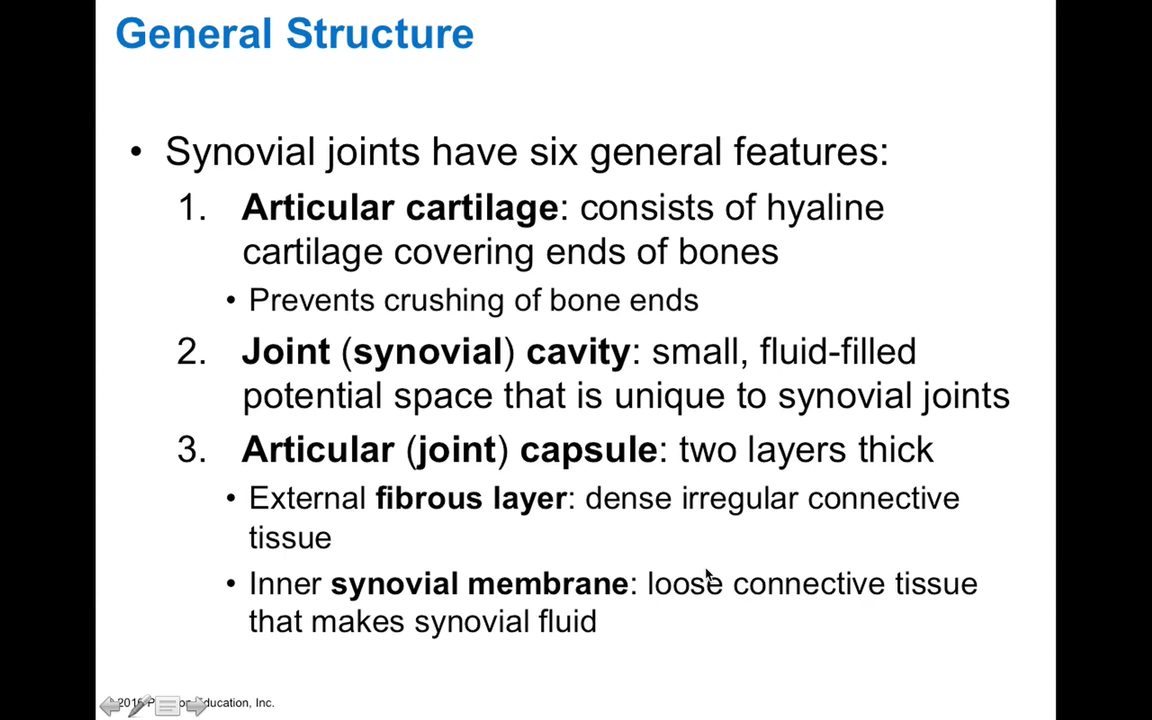 General Structure
• Synovial joints have six general features:
1. Articular cartilage: consists of hyaline
cartilage covering ends of bones
• Prevents crushing of bone ends
2. Joint (synovial) cavity: small, fluid-filled
potential space that is unique to synovial joints
3. Articular (joint) capsule: two layers thick
• External fibrous layer: dense irregular connective
tissue
• Inner synovial membrane: loose connective tissue
that makes synovial fluid
Education, Inc.